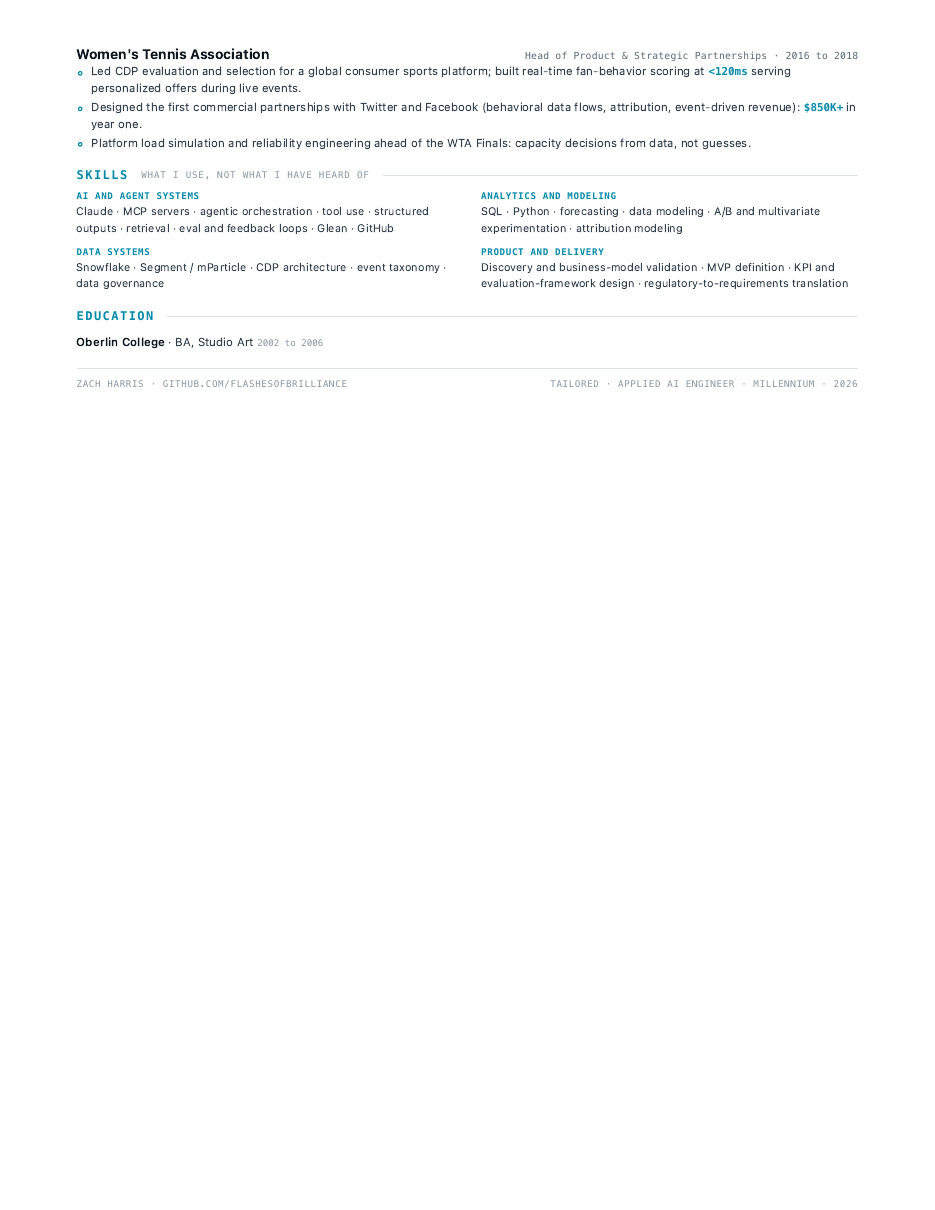 Women's Tennis Association Head of Product & Strategic Partnerships · 2016 to 2018
Led CDP evaluation and selection for a global consumer sports platform; built real-time fan-behavior scoring at <120ms serving
personalized offers during live events.
Designed the first commercial partnerships with Twitter and Facebook (behavioral data flows, attribution, event-driven revenue): $850K+ in
year one.
Platform load simulation and reliability engineering ahead of the WTA Finals: capacity decisions from data, not guesses.
SKILLS WHAT I USE, NOT WHAT I HAVE HEARD OF
AI AND AGENT SYSTEMS
Claude · MCP servers · agentic orchestration · tool use · structured
outputs · retrieval · eval and feedback loops · Glean · GitHub
ANALYTICS AND MODELING
SQL · Python · forecasting · data modeling · A/B and multivariate
experimentation · attribution modeling
DATA SYSTEMS
Snowflake · Segment / mParticle · CDP architecture · event taxonomy ·
data governance
PRODUCT AND DELIVERY
Discovery and business-model validation · MVP definition · KPI and
evaluation-framework design · regulatory-to-requirements translation
EDUCATION
Oberlin College · BA, Studio Art 2002 to 2006
ZACH HARRIS · GITHUB.COM/FLASHESOFBRILLIANCE TAILORED · APPLIED AI ENGINEER · MILLENNIUM · 2026